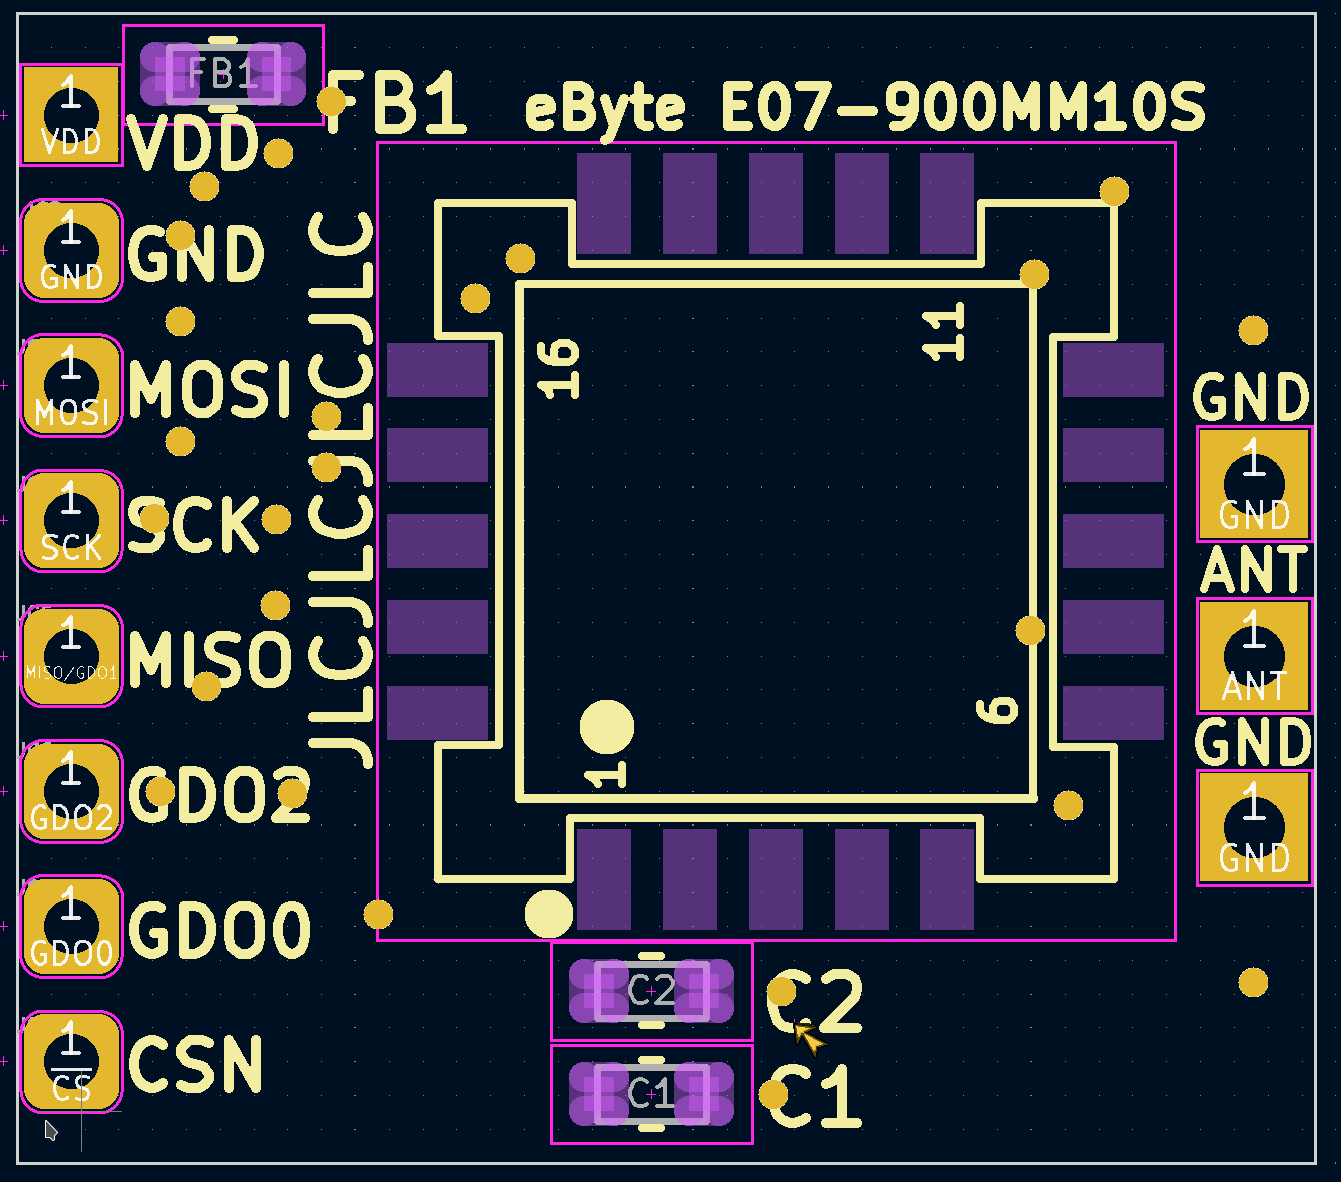 FB1
FB1
eByte E07-900MM10S
1
VDD
VDD
1
GND
GND
1
MOSI
MOSI
1
SCK
SCK
1
MISO/GDO1
MISO
1
GDO2
GDO2
1
GDO0
GDO0
1
CS
CSN
JLCJLCJLCJLC
16
11
6
1
GND
1
GND
ANT
1
ANT
GND
1
GND
C2
C2
C1
C1